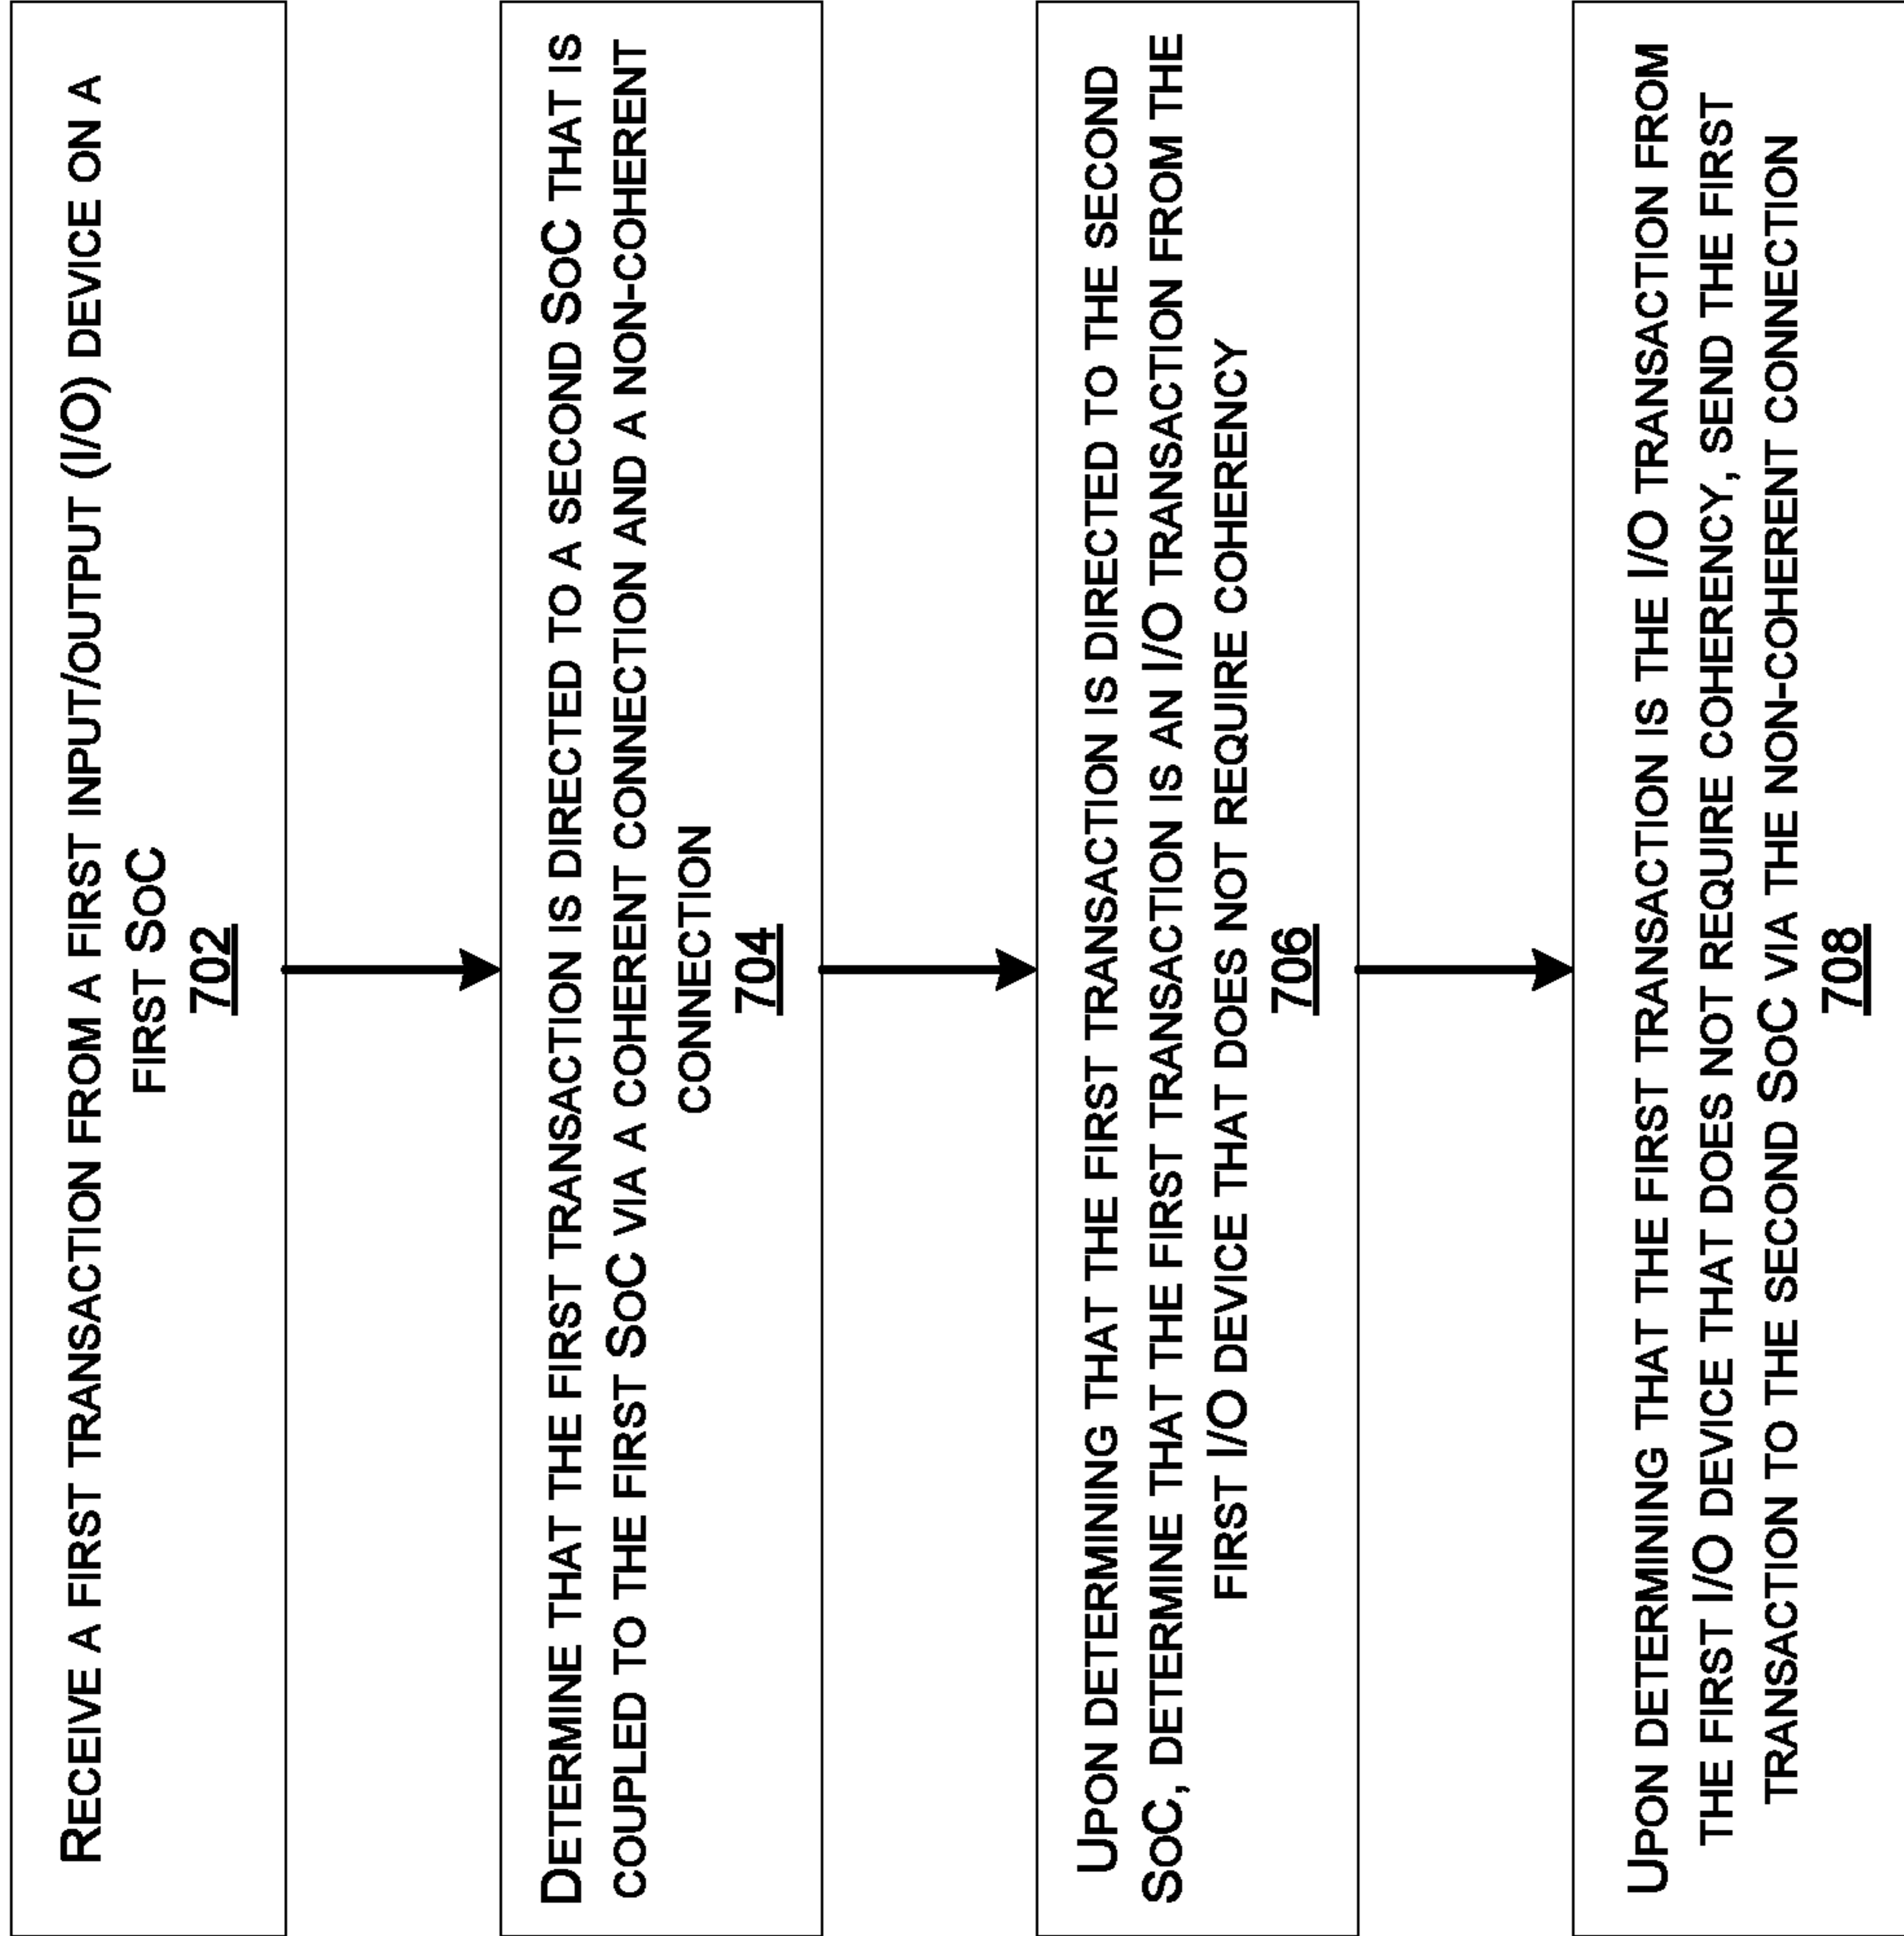 RECEIVE A FIRST TRANSACTION FROM A FIRST INPUT/OUTPUT (I/O) DEVICE ON A
FIRST SOC
702
DETERMINE THAT THE FIRST TRANSACTION IS DIRECTED TO A SECOND SOC THAT IS
COUPLED TO THE FIRST SOC VIA A COHERENT CONNECTION AND A NON-COHERENT
CONNECTION
704
UPON DETERMINING THAT THE FIRST TRANSACTION IS DIRECTED TO THE SECOND
SOC, DETERMINE THAT THE FIRST TRANSACTION IS AN I/O TRANSACTION FROM THE
FIRST I/O DEVICE THAT DOES NOT REQUIRE COHERENCY
706
UPON DETERMINING THAT THE FIRST TRANSACTION IS THE I/O TRANSACTION FROM
THE FIRST I/O DEVICE THAT DOES NOT REQUIRE COHERENCY, SEND THE FIRST
TRANSACTION TO THE SECOND SOC VIA THE NON-COHERENT CONNECTION
708